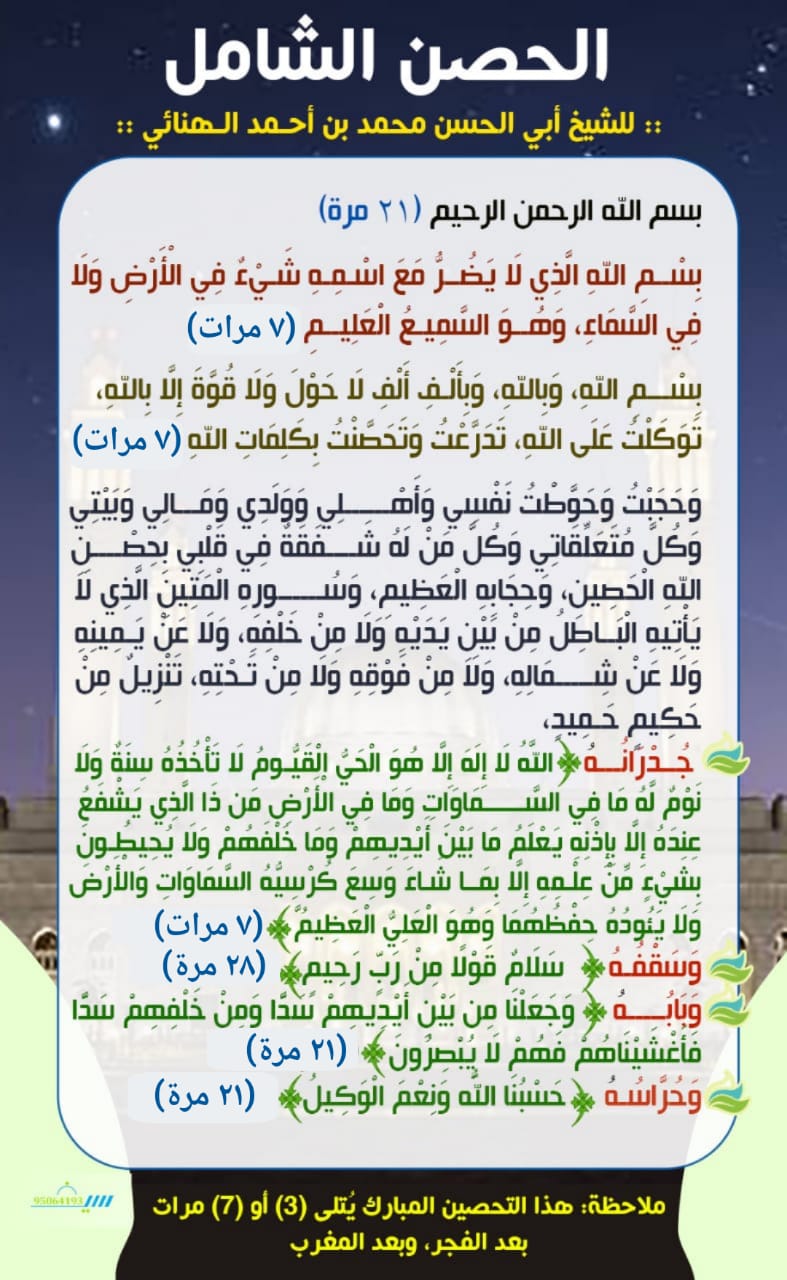 الحصن الشامل
:: للشيخ أبي الحسن محمد بن أحمد الهنائي ::
بسم الله الرحمن الرحيم (٢١ مرة)
بِسْمِ اللهِ الَّذِي لَا يَضُرُّ مَعَ اسْمِهِ شَيْءٌ فِي الْأَرْضِ وَلَا
فِي السَّمَاءِ، وَهُوَ السَّمِيعُ الْعَلِيمِ (٧ مرات)
بِسْمِ اللهِ، وَبِاللهِ، وَبِأَلْفِ أَلْفِ لَا حَوْلَ وَلَا قُوَّةَ إِلَّا بِاللهِ،
تَوَكَلْتُ عَلَى اللهِ، تَدَرَّعْتُ وَتَحَصَّنْتُ بِكَلِمَاتِ اللهِ (٧ مرات)
وَحَجَبْتُ وَحَوَّطْتُ نَفْسِي وَأَهْلِي وَوَلَدِي وَمَالِي وَبَيْتِي
وَكُلَّ مُتَعَلِّقَاتِي وَكُلَّ مَنْ لَهُ شَفَقَةٌ فِي قَلْبِي بِحِصْنِ
اللهِ الْحَصِينِ، وَحِجَابِهِ الْعَظِيمِ، وَسُورِهِ الْمَتِينِ الَّذِي لَا
يَأْتِيهِ الْبَاطِلُ مِنْ بَيْنِ يَدَيْهِ وَلَا مِنْ خَلْفِهِ، وَلَا عَنْ يَمِينِهِ
وَلَا عَنْ شِمَالِهِ، وَلَا مِنْ فَوْقِهِ وَلَا مِنْ تَحْتِهِ، تَنْزِيلٌ مِنْ
حَكِيمٍ حَمِيدٍ،
جُدْرَانُهُ ﴿اللَّهُ لَا إِلَهَ إِلَّا هُوَ الْحَيُّ الْقَيُّومُ لَا تَأْخُذُهُ سِنَةٌ وَلَا
نَوْمٌ لَّهُ مَا فِي السَّمَاوَاتِ وَمَا فِي الْأَرْضِ مَن ذَا الَّذِي يَشْفَعُ
عِندَهُ إِلَّا بِإِذْنِهِ يَعْلَمُ مَا بَيْنَ أَيْدِيهِمْ وَمَا خَلْفَهُمْ وَلَا يُحِيطُونَ
بِشَيْءٍ مِّنْ عِلْمِهِ إِلَّا بِمَا شَاءَ وَسِعَ كُرْسِيُّهُ السَّمَاوَاتِ وَالْأَرْضَ
وَلَا يَئُودُهُ حِفْظُهُمَا وَهُوَ الْعَلِيُّ الْعَظِيمُ﴾ (٧ مرات)
وَسَقْفُهُ ﴿سَلَامٌ قَوْلًا مِنْ رَبٍّ رَحِيمٍ﴾ (٢٨ مرة)
وَبَابُهُ ﴿وَجَعَلْنَا مِن بَيْنِ أَيْدِيهِمْ سَدًّا وَمِنْ خَلْفِهِمْ سَدًّا
فَأَغْشَيْنَاهُمْ فَهُمْ لَا يُبْصِرُونَ﴾ (٢١ مرة)
وَحُرَّاسُهُ ﴿حَسْبُنَا اللَّهُ وَنِعْمَ الْوَكِيلُ﴾ (٢١ مرة)
ملاحظة: هذا التحصين المبارك يُتلى (3) أو (7) مرات
بعد الفجر، وبعد المغرب
95064193